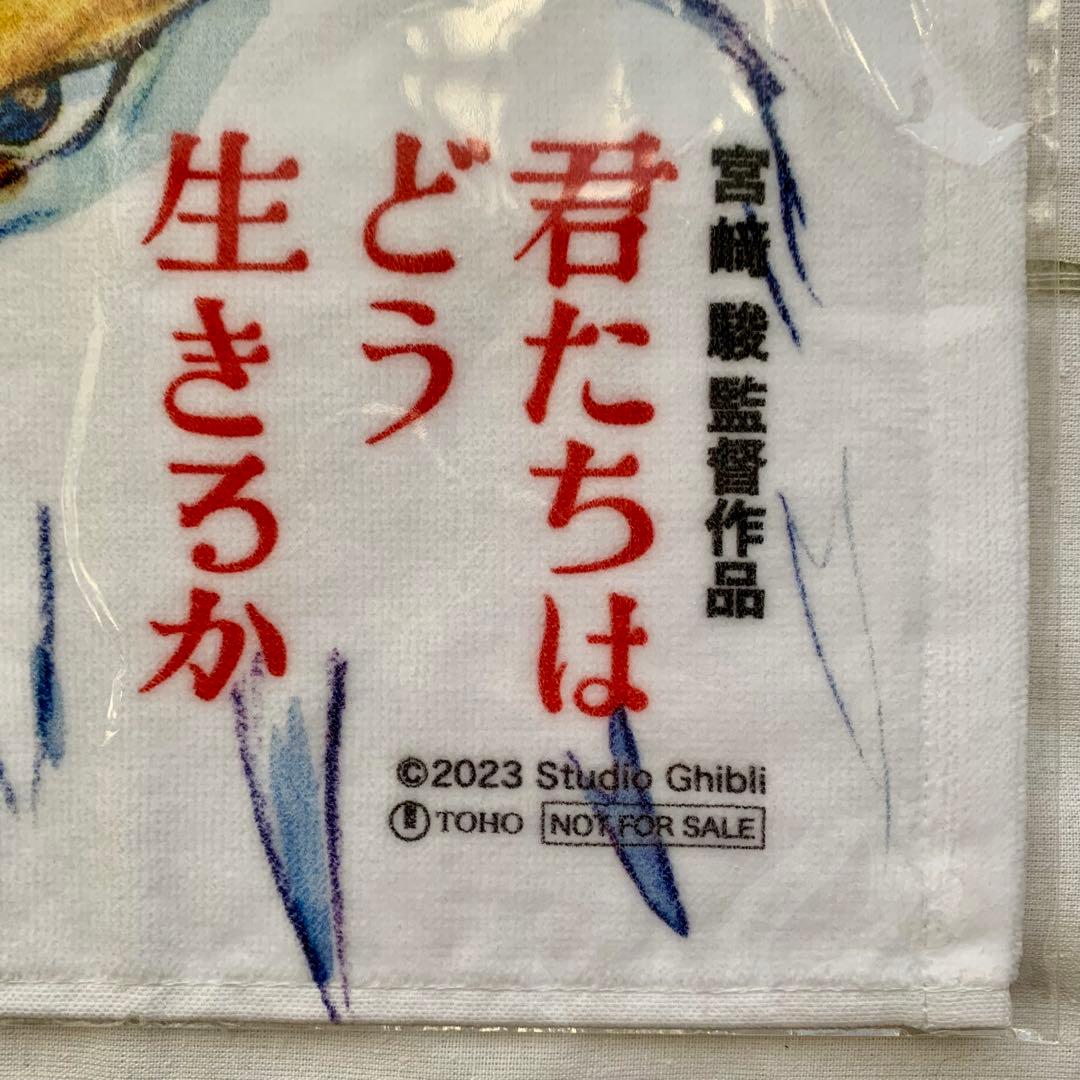 宮﨑 駿 監督作品
君たちは
どう
生きるか
©2023 Studio Ghibli
TOHO NOT FOR SALE